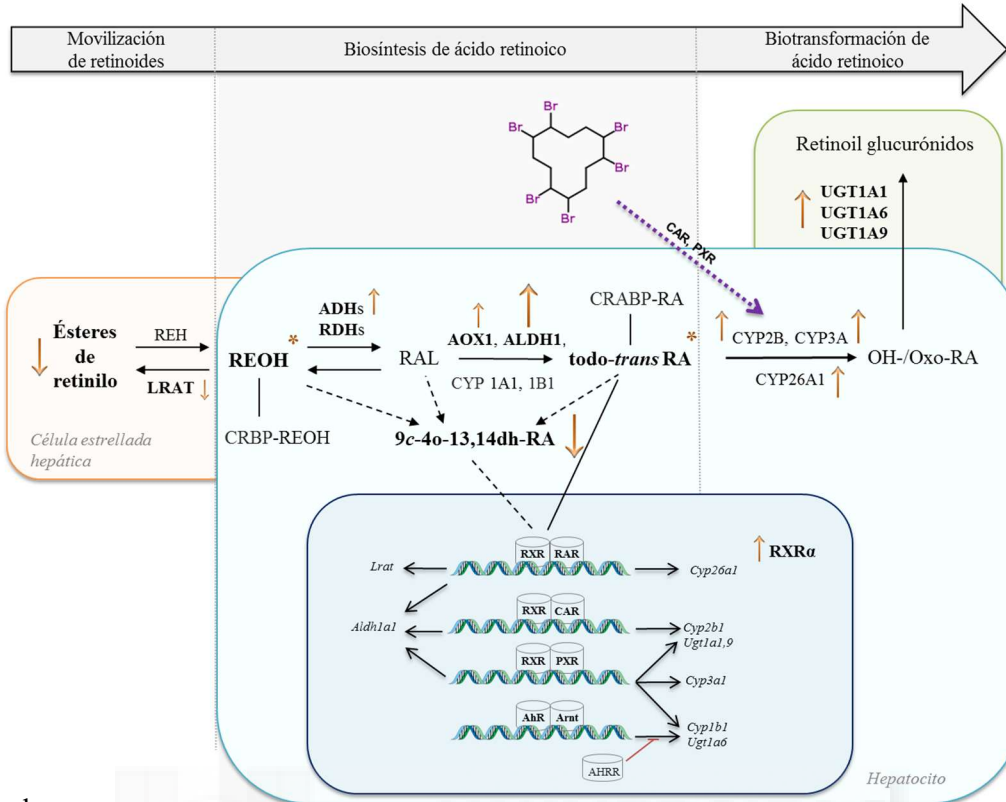 Movilización
de retinoides
Biosíntesis de ácido retinoico
Biotransformación de
ácido retinoico
Br
Br
Br
Br
Br
Br
Br
Retinoil glucurónidos
UGT1A1
UGT1A6
UGT1A9
CAR, PXR
Ésteres
de
retinilo
REH
LRAT
Célula estrellada
hepática
REOH *
CRBP-REOH
ADHs
RDHs
RAL
AOX1, ALDH1,
CYP 1A1, 1B1
CRABP-RA
todo-trans RA *
CYP2B, CYP3A
CYP26A1
OH-/Oxo-RA
9c-4o-13,14dh-RA
RXR RAR
RXRα
Lrat
Cyp26a1
Aldh1a1
RXR CAR
Cyp2b1
Ugt1a1,9
RXR PXR
Cyp3a1
AhR Arnt
Cyp1b1
Ugt1a6
AHRR
Hepatocito